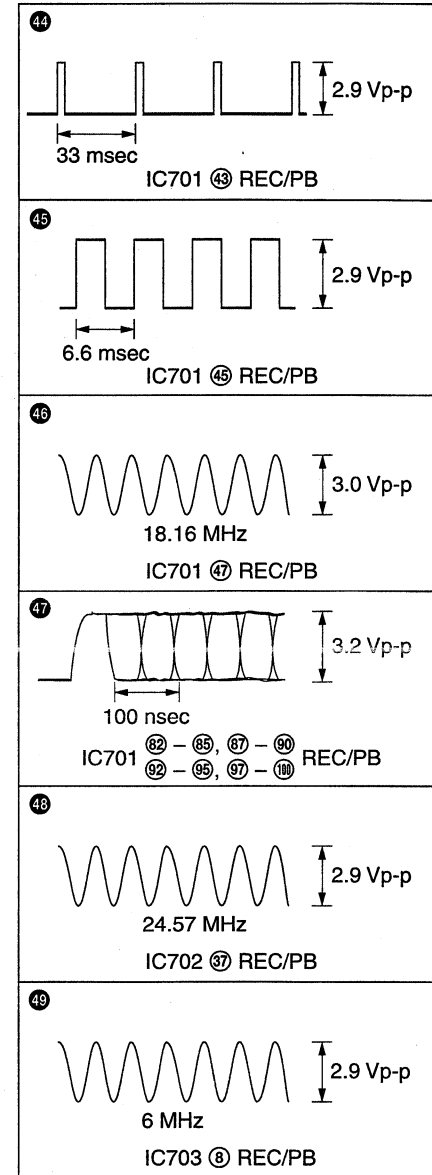 44
2.9 Vp-p
33 msec
IC701 ㊸ REC/PB
45
2.9 Vp-p
6.6 msec
IC701 ㊺ REC/PB
46
3.0 Vp-p
18.16 MHz
IC701 ㊼ REC/PB
47
3.2 Vp-p
100 nsec
IC701 82 – 85, 87 – 90 REC/PB
92 – 95, 97 – 100
48
2.9 Vp-p
24.57 MHz
IC702 ㊲ REC/PB
49
2.9 Vp-p
6 MHz
IC703 ⑧ REC/PB